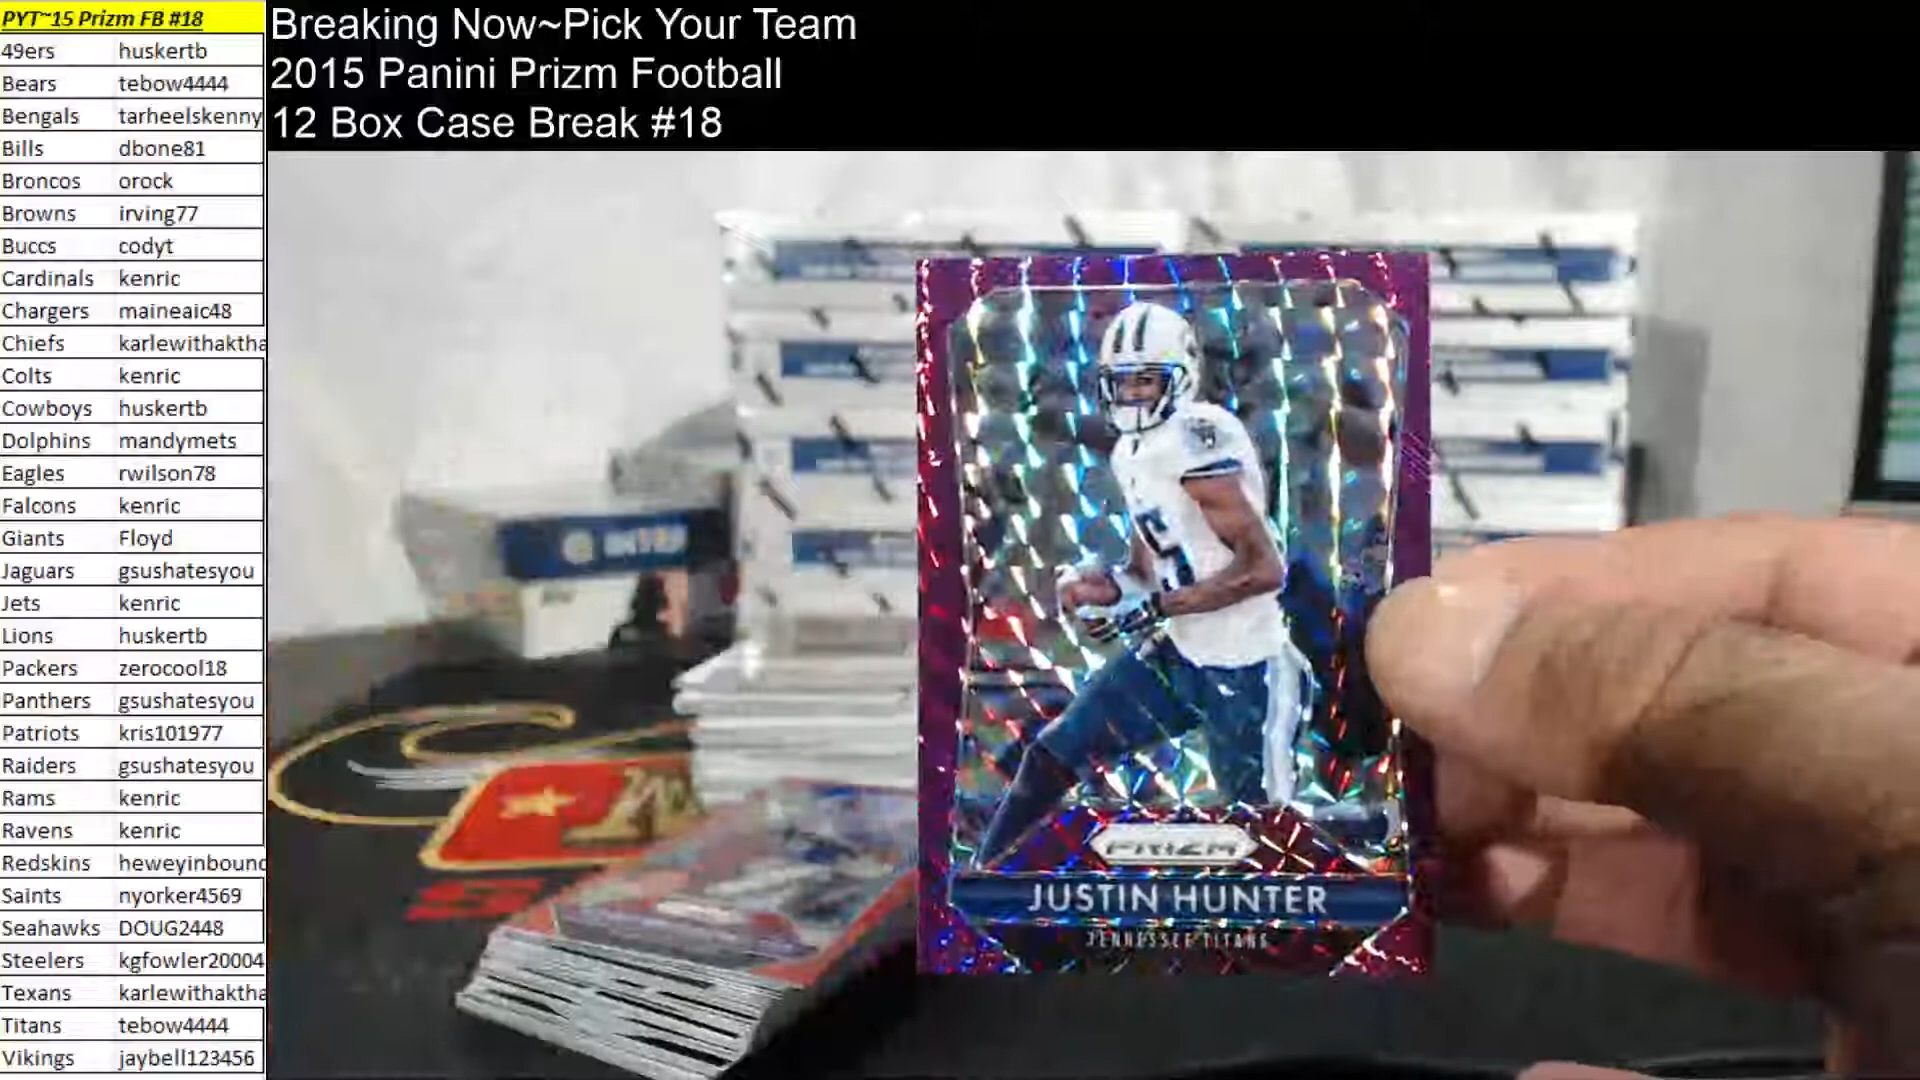 PYT~15 Prizm FB #18
49ers huskertb
Bears tebow4444
Bengals tarheelskenny
Bills dbone81
Broncos orock
Browns irving77
Buccs codyt
Cardinals kenric
Chargers maineaic48
Chiefs karlewithaktha
Colts kenric
Cowboys huskertb
Dolphins mandymets
Eagles rwilson78
Falcons kenric
Giants Floyd
Jaguars gsushatesyou
Jets kenric
Lions huskertb
Packers zerocool18
Panthers gsushatesyou
Patriots kris101977
Raiders gsushatesyou
Rams kenric
Ravens kenric
Redskins heweyinbound
Saints nyorker4569
Seahawks DOUG2448
Steelers kgfowler20004
Texans karlewithaktha
Titans tebow4444
Vikings jaybell123456
Breaking Now~Pick Your Team
2015 Panini Prizm Football
12 Box Case Break #18
PRIZM
JUSTIN HUNTER
TENNESSEE TITANS